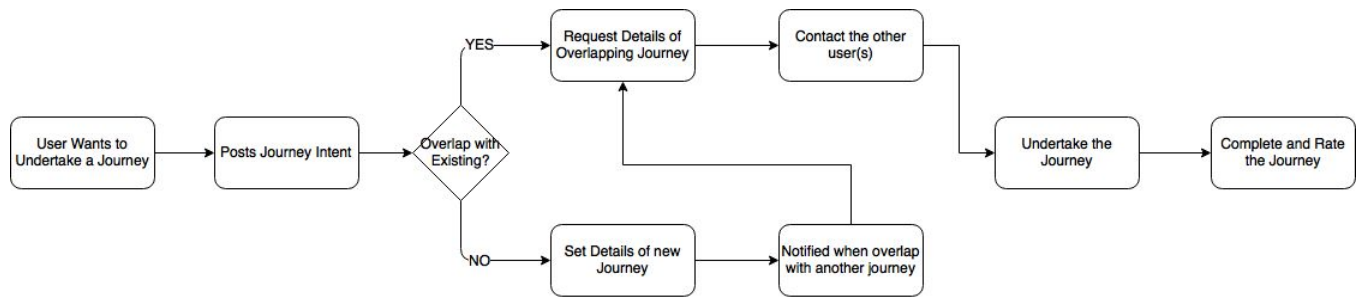 User Wants to
Undertake a Journey
Posts Journey Intent
Overlap with
Existing?
YES
Request Details of
Overlapping Journey
Contact the other
user(s)
NO
Set Details of new
Journey
Notified when overlap
with another journey
Undertake the
Journey
Complete and Rate
the Journey